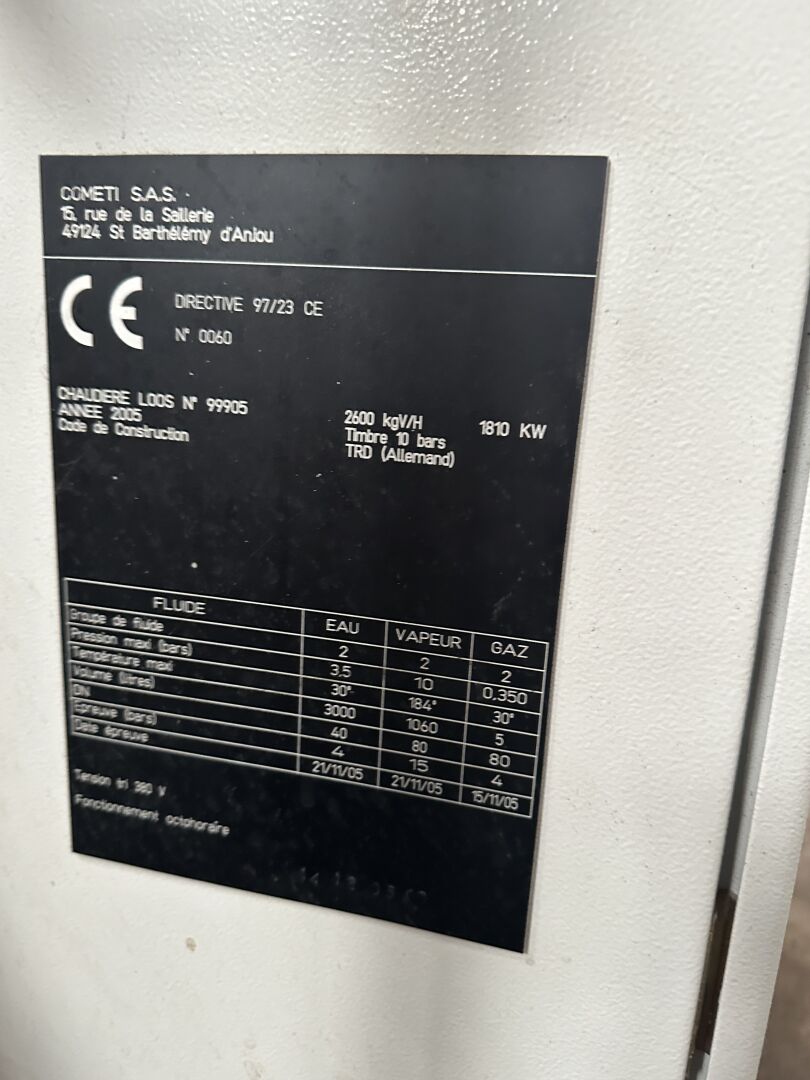 COMETI S.A.S.
15, rue de la Saillerie
49124 St Barthélémy d'Anjou
CE DIRECTIVE 97/23 CE
N° 0060
CHAUDIERE LOOS N° 99905 2600 kgV/H 1810 KW
ANNEE 2005 Timbre 10 bars
Code de Construction TRD (Allemand)
FLUIDE EAU VAPEUR GAZ
Groupe de fluide 2 2 2
Pression maxi (bars) 3.5 10 0,350
Température maxi 30° 184° 30°
Volume (litres) 3000 1060 5
DN 40 80 80
Epreuve (bars) 4 15 4
Date épreuve 21/11/05 21/11/05 15/11/05
Tension tri 380 V
Fonctionnement octphoraire